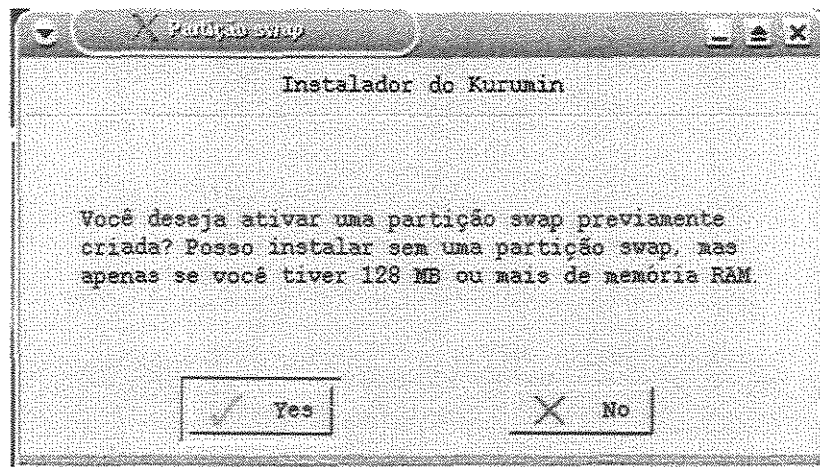 Partição swap
Instalador do Kurumin
Você deseja ativar uma partição swap previamente
criada? Posso instalar sem uma partição swap, mas
apenas se você tiver 128 MB ou mais de memória RAM.
Yes
No